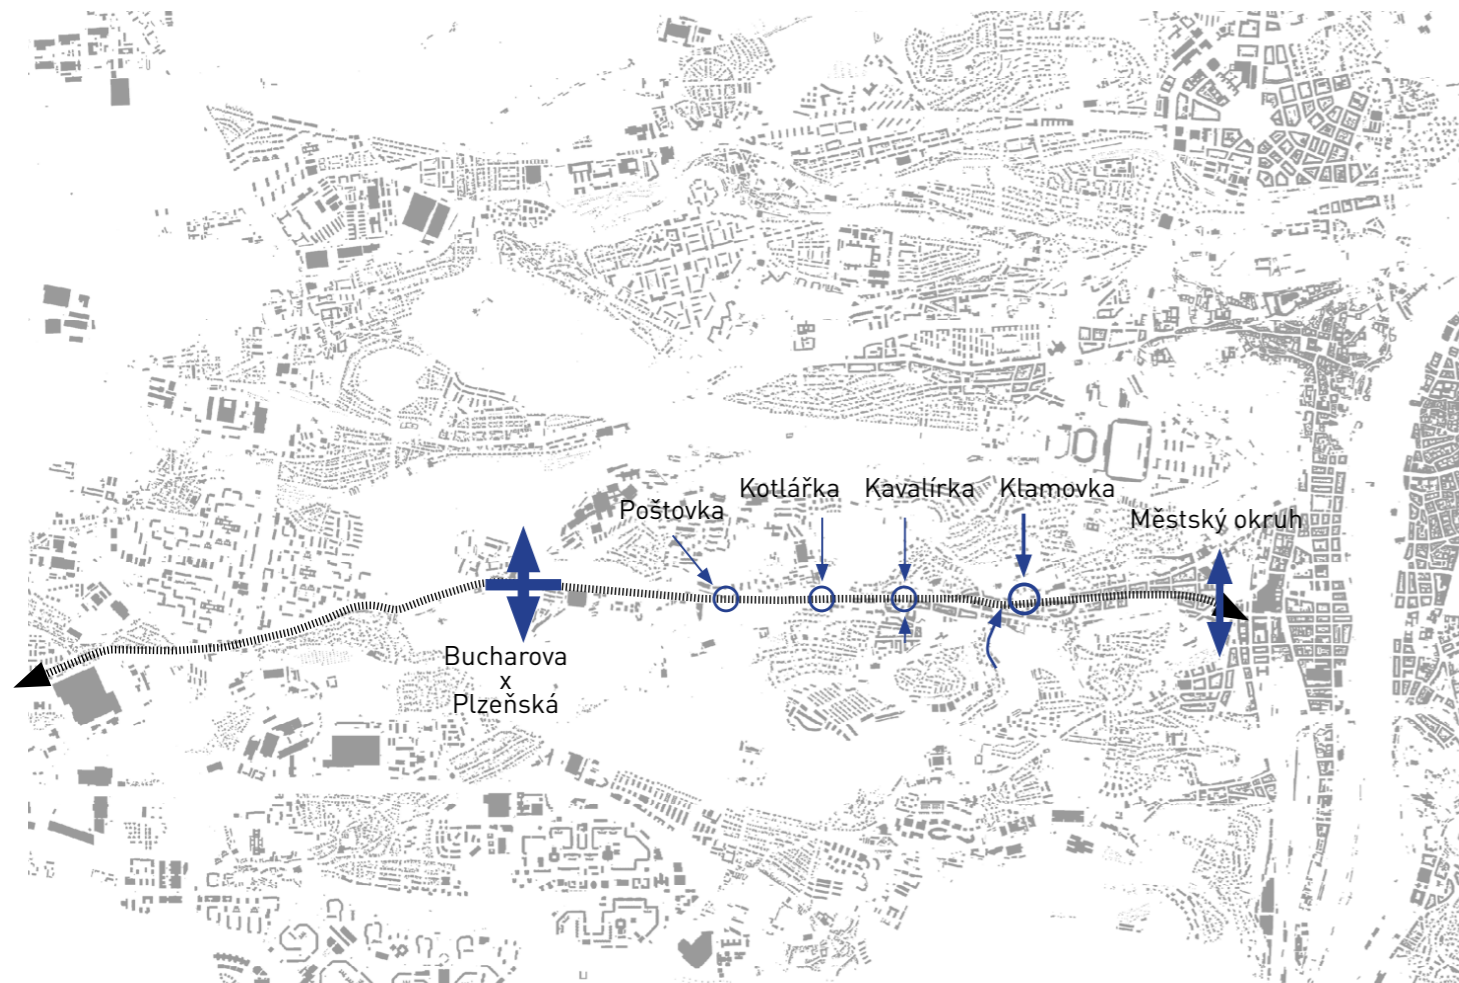 Kotlářka
Kavalírka
Klamovka
Poštovka
Městský okruh
Bucharova
x
Plzeňská